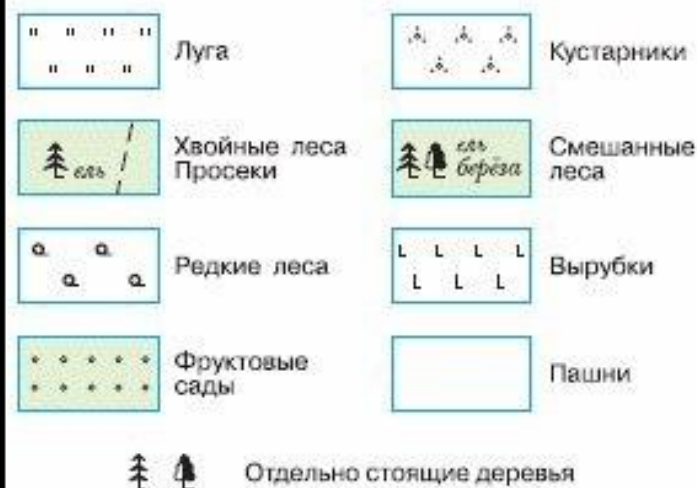 Луга
Кустарники
ель
Хвойные леса
Просеки
ель
берёза
Смешанные
леса
Редкие леса
Вырубки
Фруктовые
сады
Пашни
Отдельно стоящие деревья